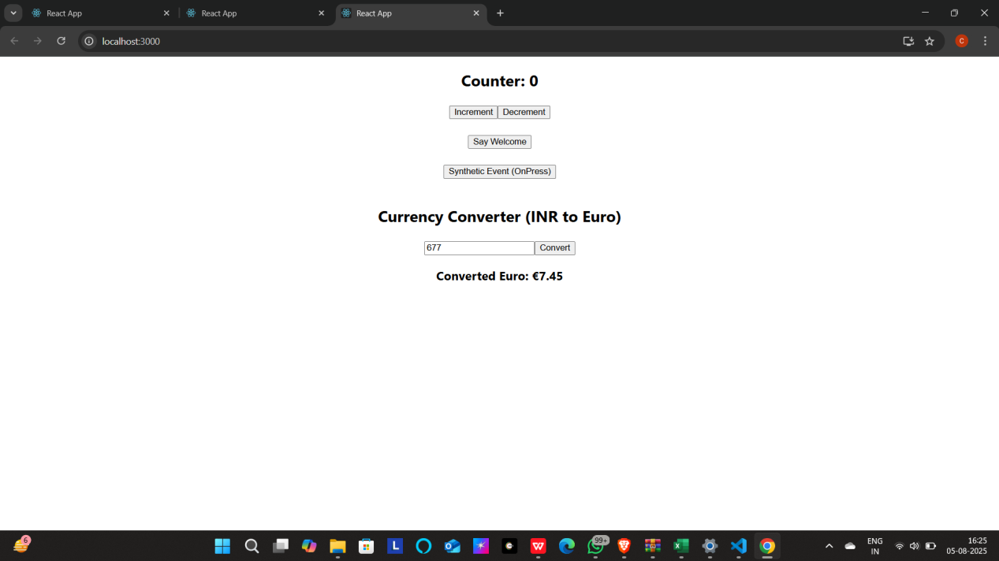 React App
React App
React App
localhost:3000
C
Counter: 0
Increment Decrement
Say Welcome
Synthetic Event (OnPress)
Currency Converter (INR to Euro)
677 Convert
Converted Euro: €7.45
6
L
99+
ENG
IN
16:25
05-08-2025